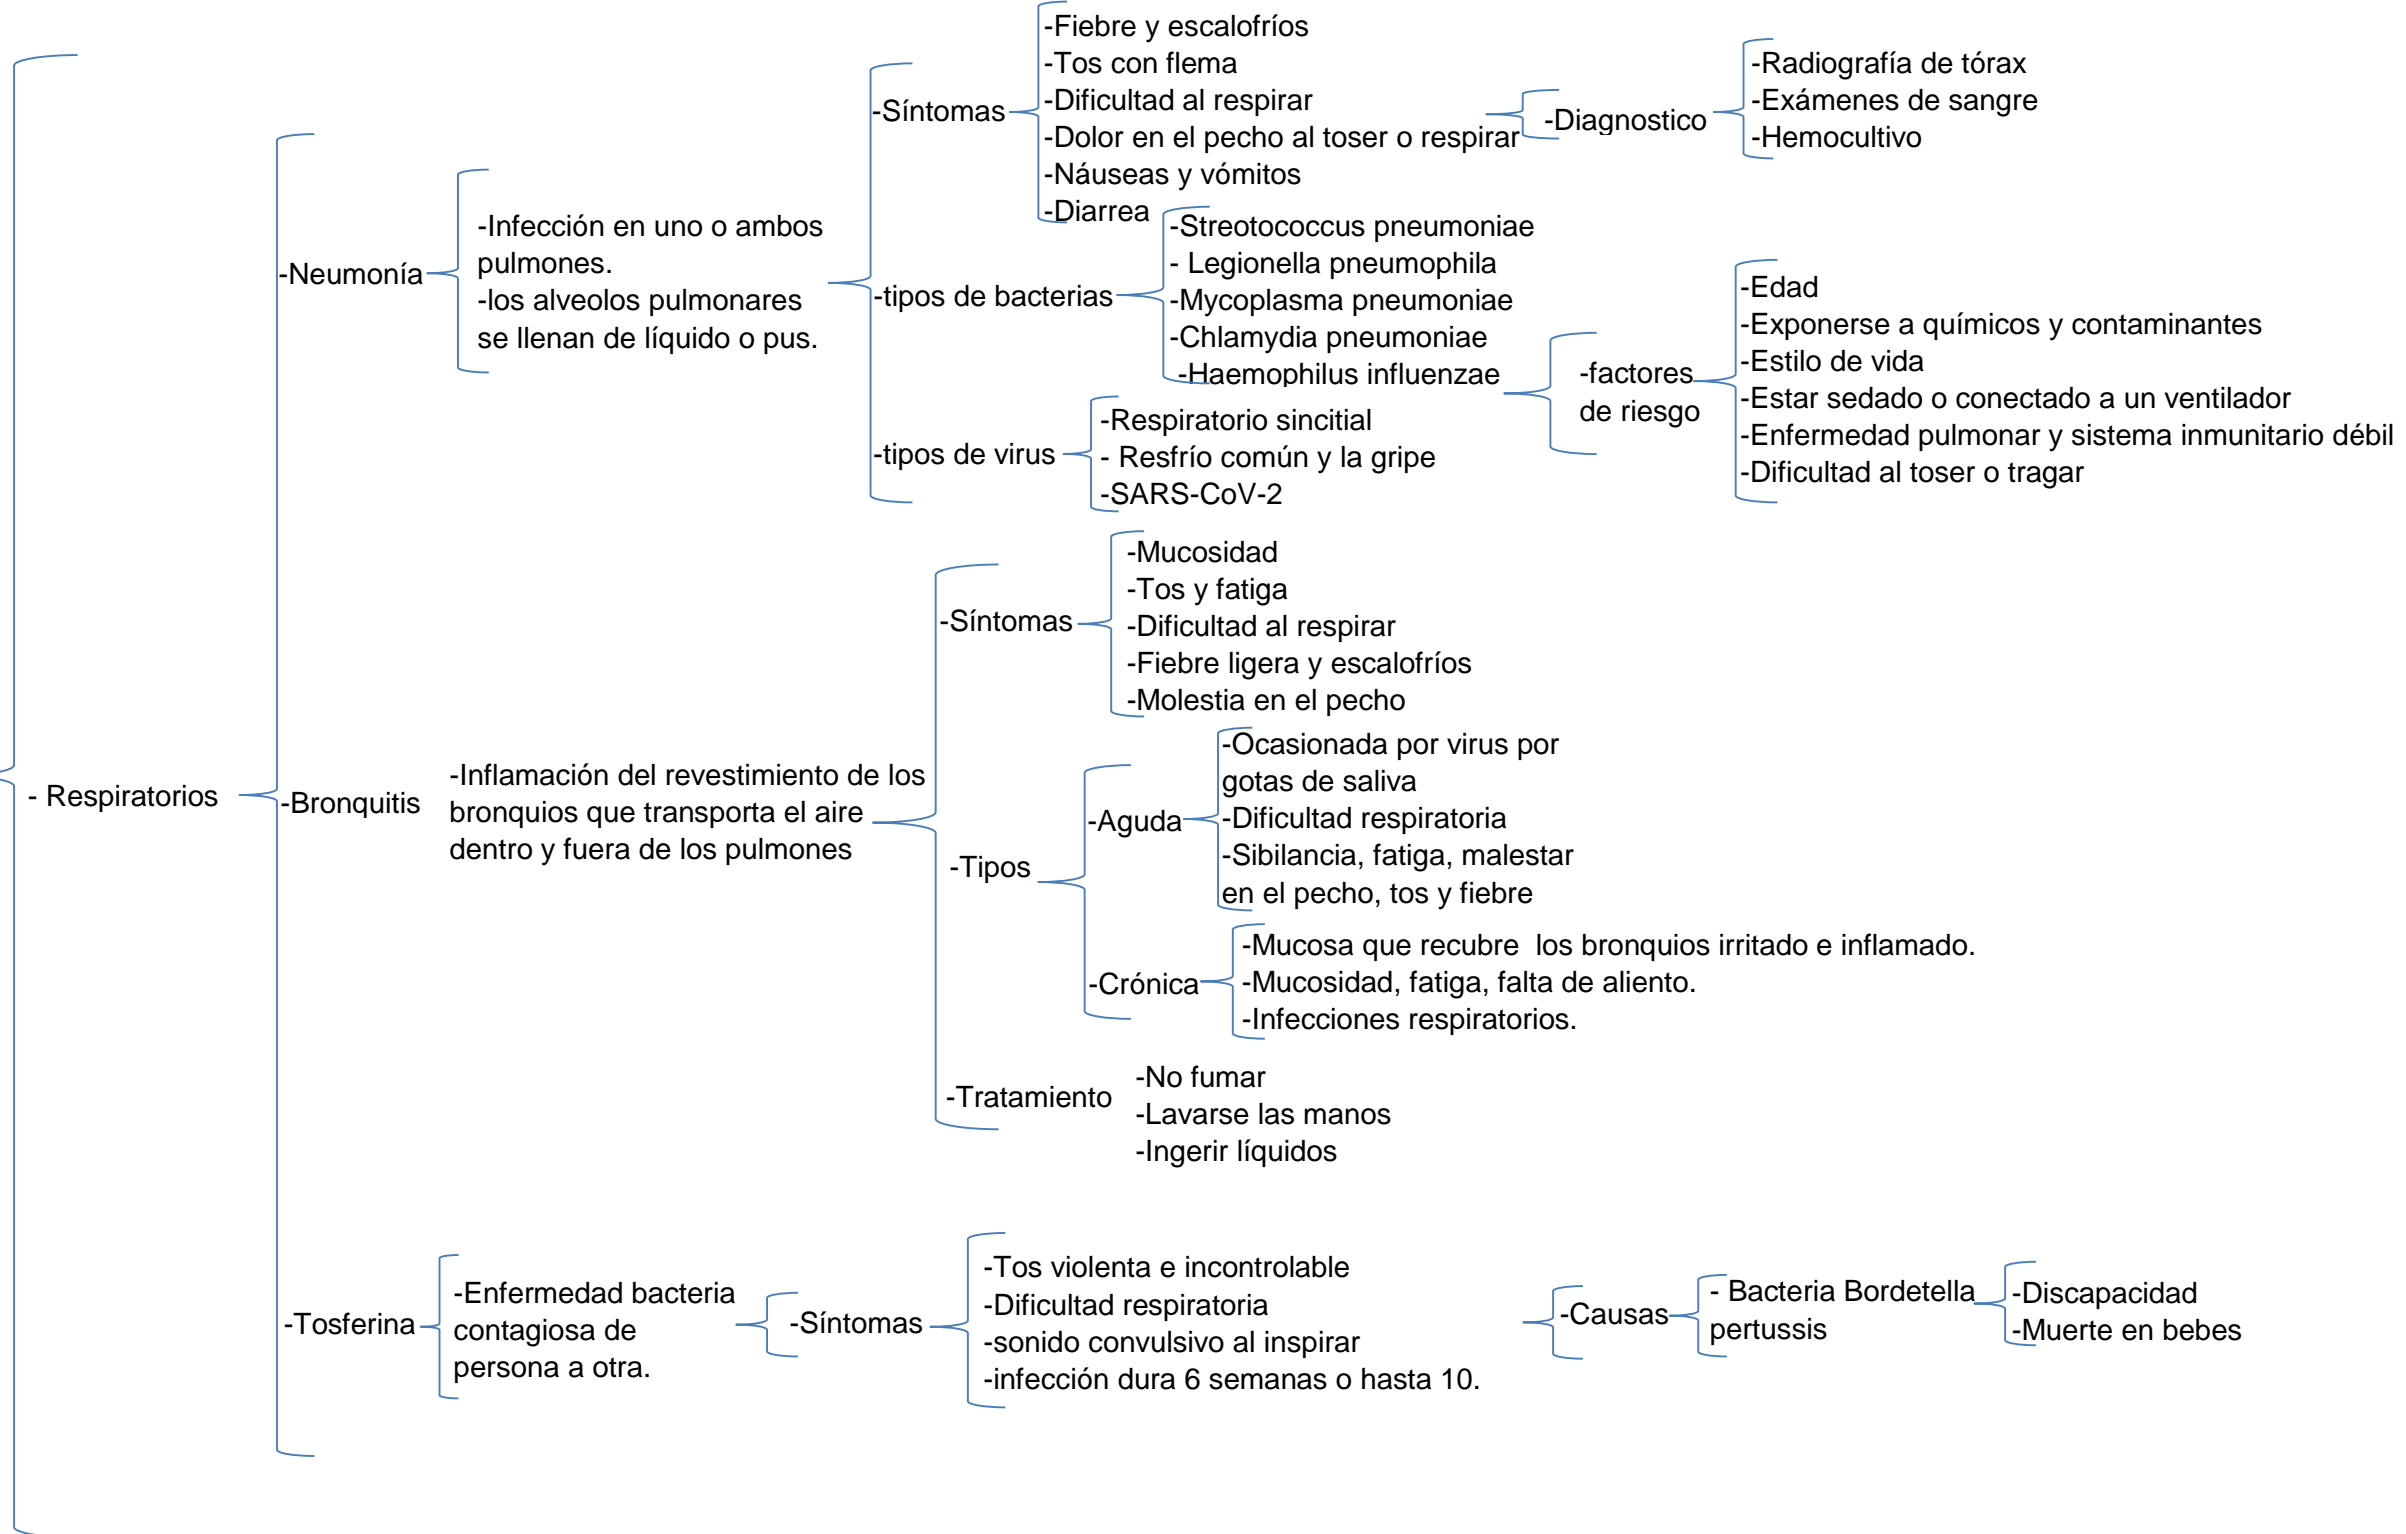 - Respiratorios
-Neumonía
-Infección en uno o ambos
pulmones.
-los alveolos pulmonares
se llenan de líquido o pus.
-Síntomas
-Fiebre y escalofríos
-Tos con flema
-Dificultad al respirar
-Dolor en el pecho al toser o respirar
-Náuseas y vómitos
-Diarrea
-Diagnostico
-Radiografía de tórax
-Exámenes de sangre
-Hemocultivo
-tipos de bacterias
-Streotococcus pneumoniae
- Legionella pneumophila
-Mycoplasma pneumoniae
-Chlamydia pneumoniae
-Haemophilus influenzae
-tipos de virus
-Respiratorio sincitial
- Resfrío común y la gripe
-SARS-CoV-2
-factores
de riesgo
-Edad
-Exponerse a químicos y contaminantes
-Estilo de vida
-Estar sedado o conectado a un ventilador
-Enfermedad pulmonar y sistema inmunitario débil
-Dificultad al toser o tragar
-Bronquitis
-Inflamación del revestimiento de los
bronquios que transporta el aire
dentro y fuera de los pulmones
-Síntomas
-Mucosidad
-Tos y fatiga
-Dificultad al respirar
-Fiebre ligera y escalofríos
-Molestia en el pecho
-Tipos
-Aguda
-Ocasionada por virus por
gotas de saliva
-Dificultad respiratoria
-Sibilancia, fatiga, malestar
en el pecho, tos y fiebre
-Crónica
-Mucosa que recubre  los bronquios irritado e inflamado.
-Mucosidad, fatiga, falta de aliento.
-Infecciones respiratorios.
-Tratamiento
-No fumar
-Lavarse las manos
-Ingerir líquidos
-Tosferina
-Enfermedad bacteria
contagiosa de
persona a otra.
-Síntomas
-Tos violenta e incontrolable
-Dificultad respiratoria
-sonido convulsivo al inspirar
-infección dura 6 semanas o hasta 10.
-Causas
- Bacteria Bordetella
pertussis
-Discapacidad
-Muerte en bebes